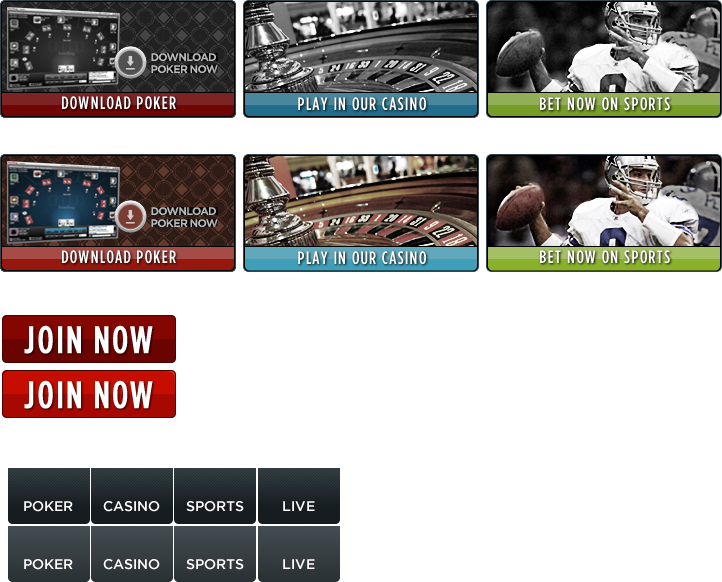 DOWNLOAD
POKER NOW
DOWNLOAD POKER
PLAY IN OUR CASINO
BET NOW ON SPORTS
DOWNLOAD
POKER NOW
DOWNLOAD POKER
PLAY IN OUR CASINO
BET NOW ON SPORTS
JOIN NOW
JOIN NOW
POKER CASINO SPORTS LIVE
POKER CASINO SPORTS LIVE